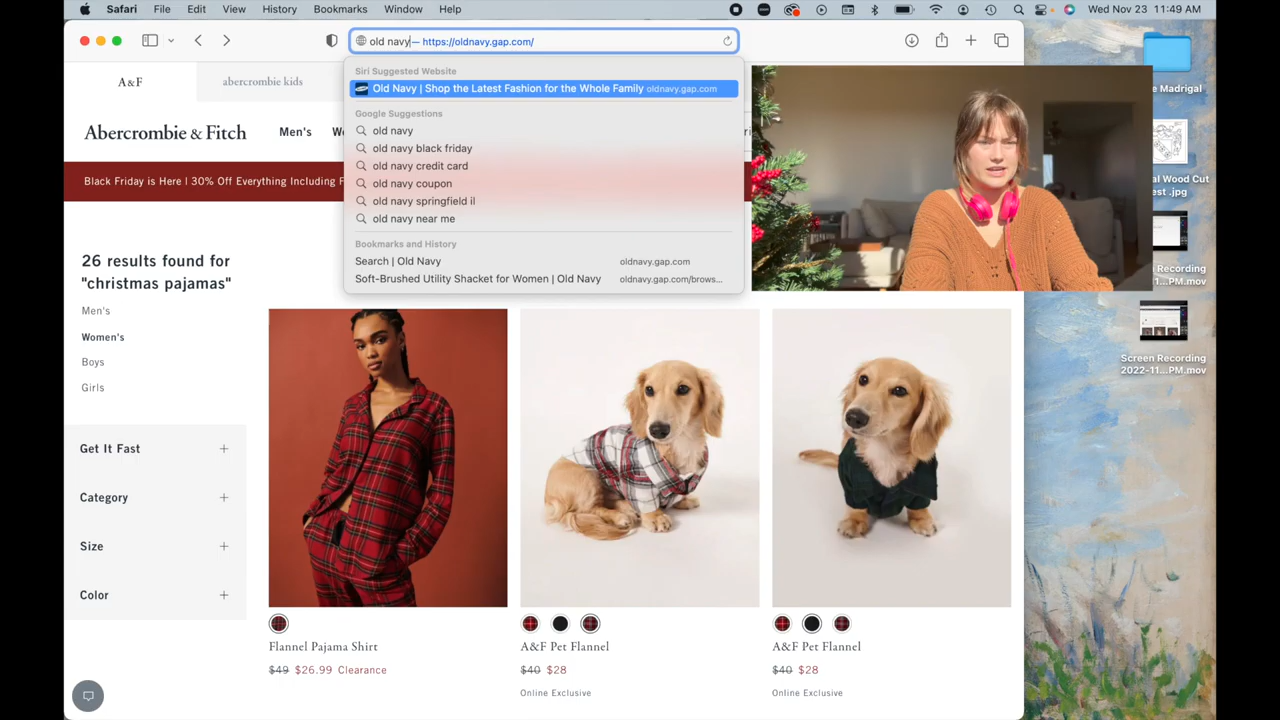 Safari File Edit View History Bookmarks Window Help Wed Nov 23 11:49 AM
old navy — https://oldnavy.gap.com/
Siri Suggested Website
Old Navy | Shop the Latest Fashion for the Whole Family oldnavy.gap.com
Google Suggestions
old navy
old navy black friday
old navy credit card
old navy coupon
old navy springfield il
old navy near me
Bookmarks and History
Search | Old Navy oldnavy.gap.com
Soft-Brushed Utility Shacket for Women | Old Navy oldnavy.gap.com/brows...
A&F abercrombie kids
Abercrombie & Fitch Men's
Black Friday is Here | 30% Off Everything Including
26 results found for
"christmas pajamas"
Men's
Women's
Boys
Girls
Get It Fast
Category
Size
Color
Flannel Pajama Shirt
$49 $26.99 Clearance
A&F Pet Flannel
$40 $28
Online Exclusive
A&F Pet Flannel
$40 $28
Online Exclusive
e Madrigal
al Wood Cut
est .jpg
Screen Recording
2022-11...PM.mov